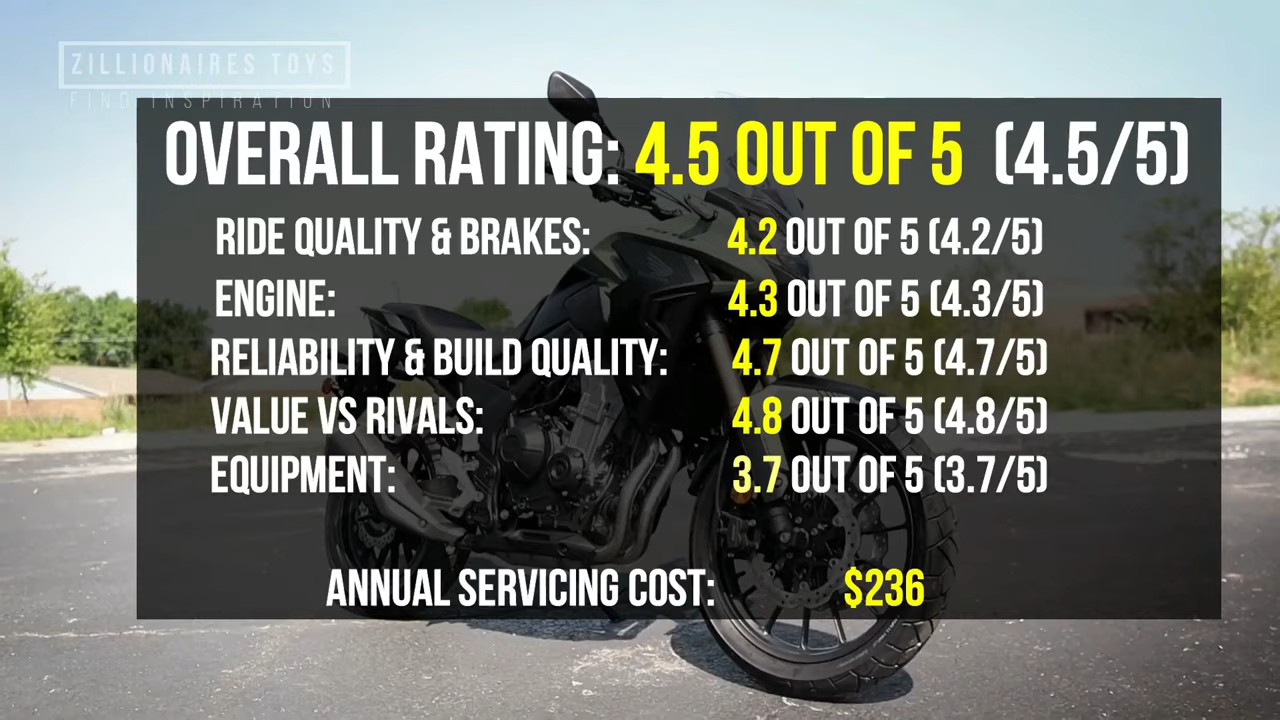 ZILLIONAIRES TOYS
FIND INSPIRATION
OVERALL RATING: 4.5 OUT OF 5 (4.5/5)
RIDE QUALITY & BRAKES: 4.2 OUT OF 5 (4.2/5)
ENGINE: 4.3 OUT OF 5 (4.3/5)
RELIABILITY & BUILD QUALITY: 4.7 OUT OF 5 (4.7/5)
VALUE VS RIVALS: 4.8 OUT OF 5 (4.8/5)
EQUIPMENT: 3.7 OUT OF 5 (3.7/5)
ANNUAL SERVICING COST: $236